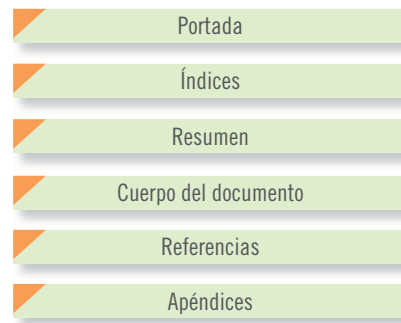 Portada
Índices
Resumen
Cuerpo del documento
Referencias
Apéndices